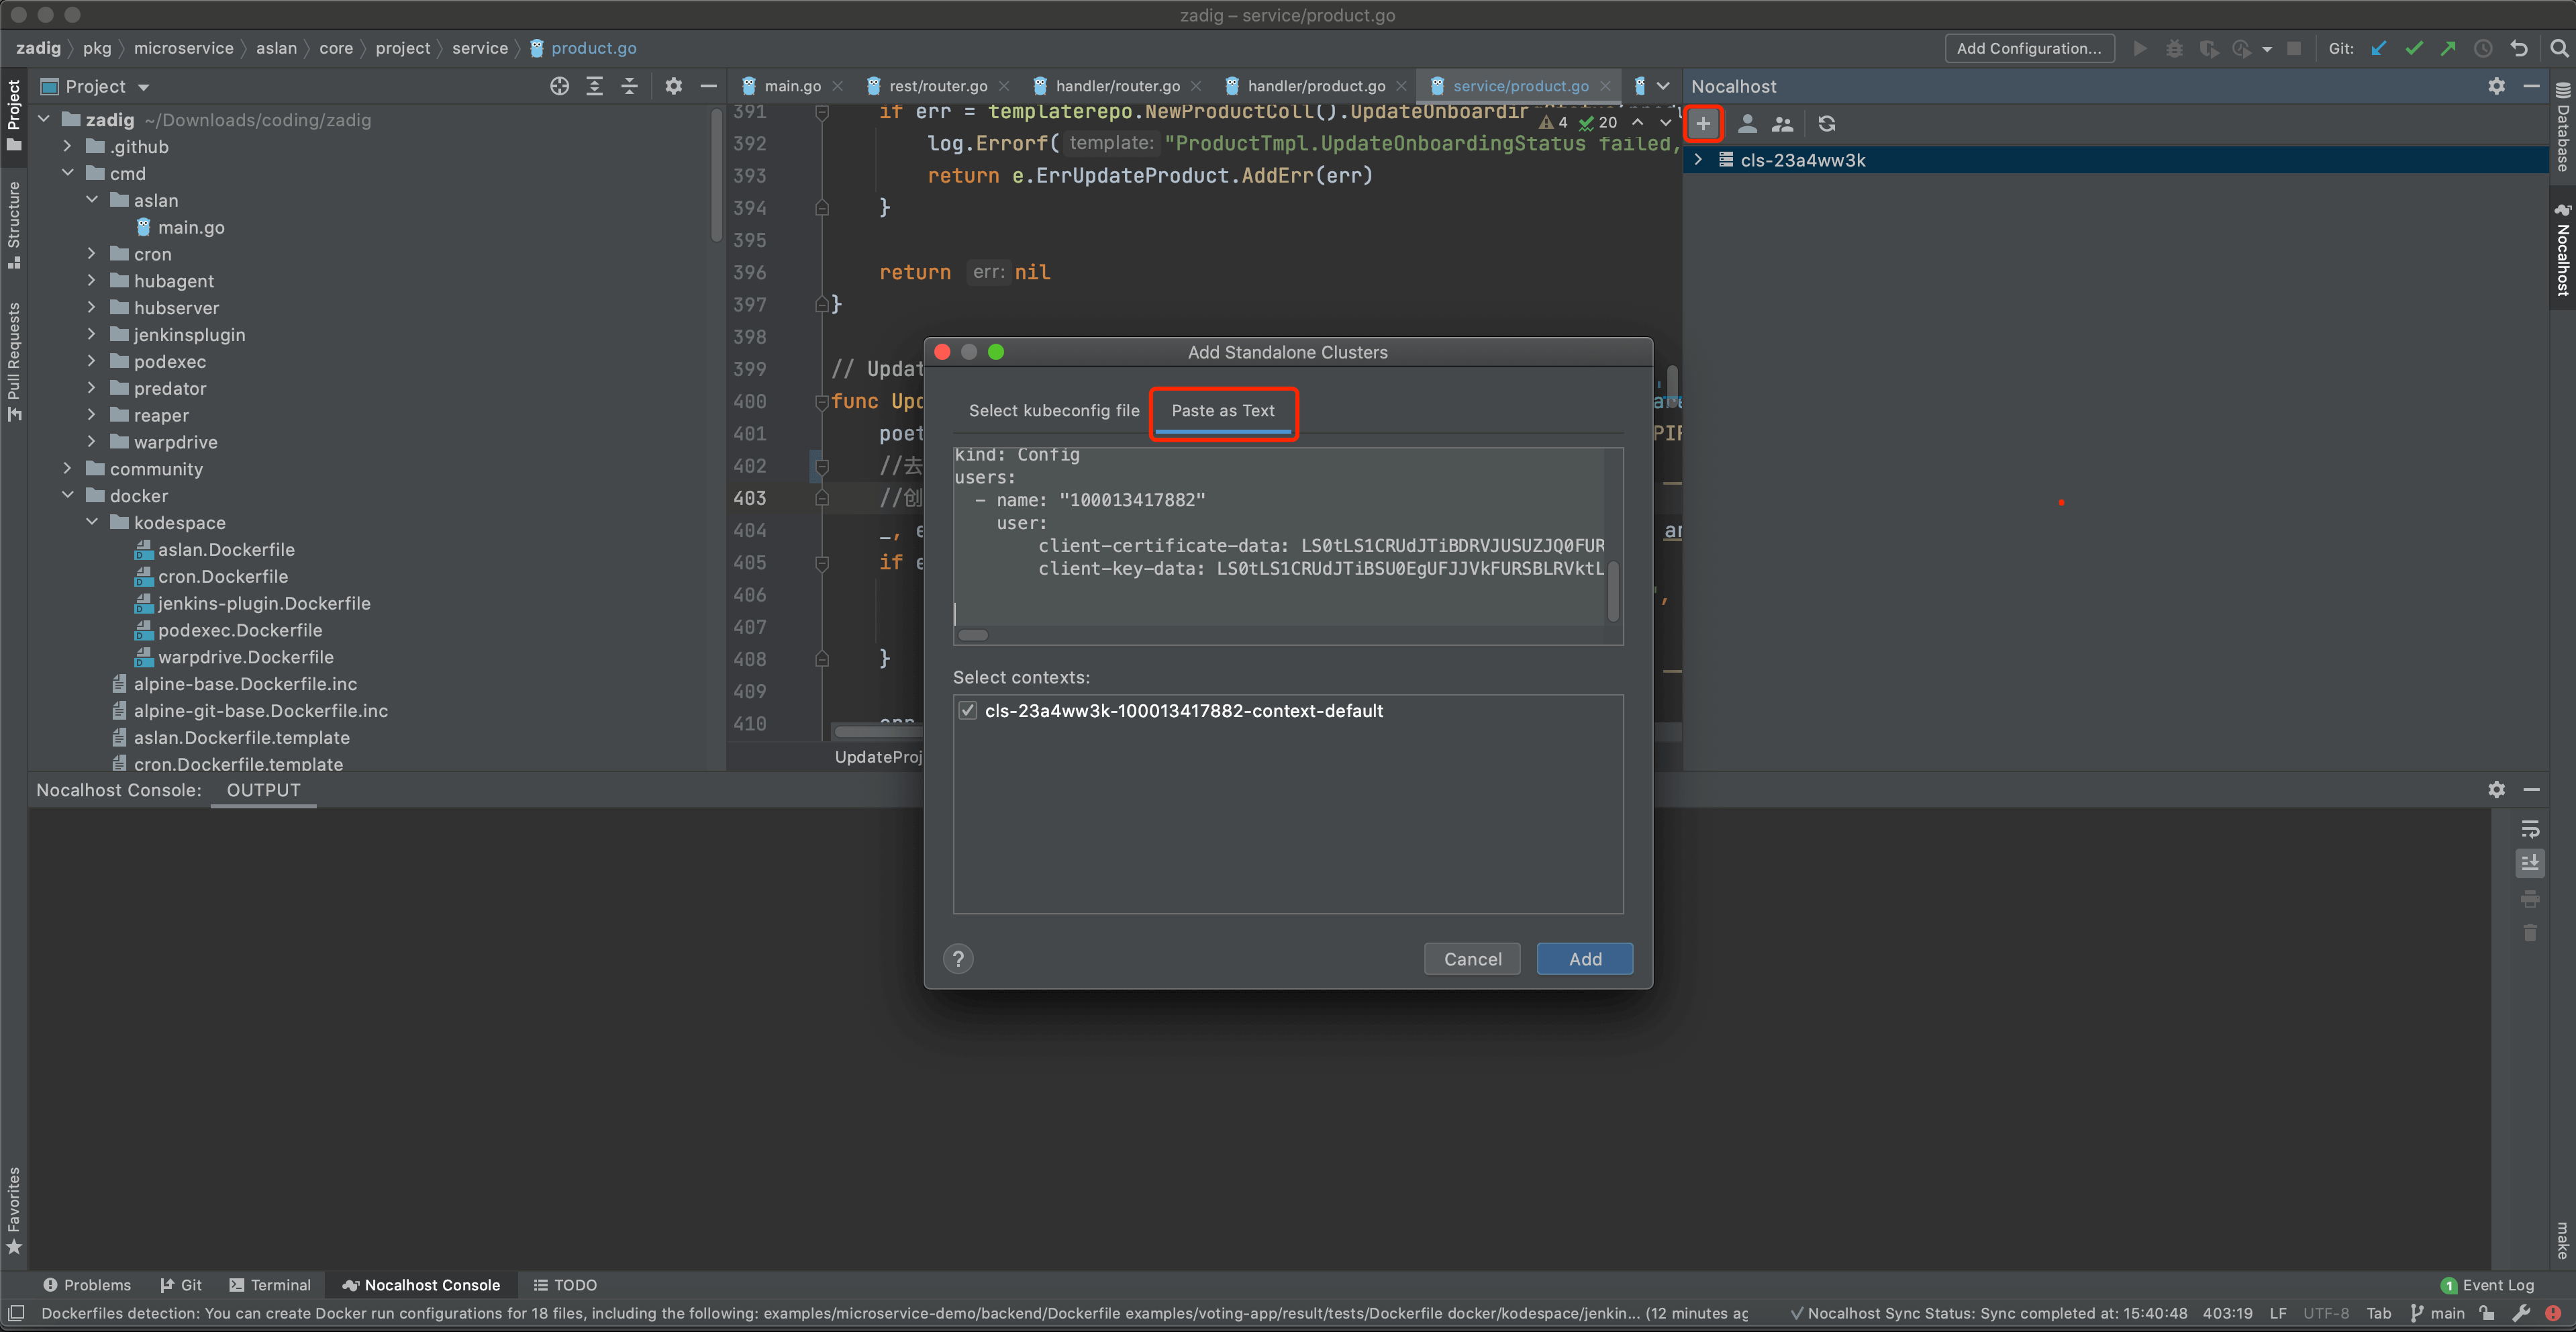 zadig – service/product.go
zadig pkg microservice aslan core project service product.go
Add Configuration...
Git:
Project
main.go rest/router.go handler/router.go handler/product.go service/product.go
Nocalhost
Project
Structure
Pull Requests
Favorites
zadig ~/Downloads/coding/zadig
.github
cmd
aslan
main.go
cron
hubagent
hubserver
jenkinsplugin
podexec
predator
reaper
warpdrive
community
docker
kodespace
aslan.Dockerfile
cron.Dockerfile
jenkins-plugin.Dockerfile
podexec.Dockerfile
warpdrive.Dockerfile
alpine-base.Dockerfile.inc
alpine-git-base.Dockerfile.inc
aslan.Dockerfile.template
cron.Dockerfile.template
4 20
391 if err = templaterepo.NewProductColl().UpdateOnboardin
392 log.Errorf( template: "ProductTmpl.UpdateOnboardingStatus failed,
393 return e.ErrUpdateProduct.AddErr(err)
394 }
395
396 return err: nil
397 }
398
399 // Updat
400 func Upd
401 poet
402 //去
403 //创
404 _, e
405 if e
406
407
408 }
409
410 err
UpdateProj
cls-23a4ww3k
Database
Nocalhost
make
Add Standalone Clusters
Select kubeconfig file Paste as Text
kind: Config
users:
- name: "100013417882"
user:
client-certificate-data: LS0tLS1CRUdJTiBDRVJUSUZJQ0FUR
client-key-data: LS0tLS1CRUdJTiBSU0EgUFJJVkFURSBLRVktL
Select contexts:
cls-23a4ww3k-100013417882-context-default
? Cancel Add
Nocalhost Console: OUTPUT
Problems Git Terminal Nocalhost Console TODO
1 Event Log
Dockerfiles detection: You can create Docker run configurations for 18 files, including the following: examples/microservice-demo/backend/Dockerfile examples/voting-app/result/tests/Dockerfile docker/kodespace/jenkin... (12 minutes ag
Nocalhost Sync Status: Sync completed at: 15:40:48 403:19 LF UTF-8 Tab main